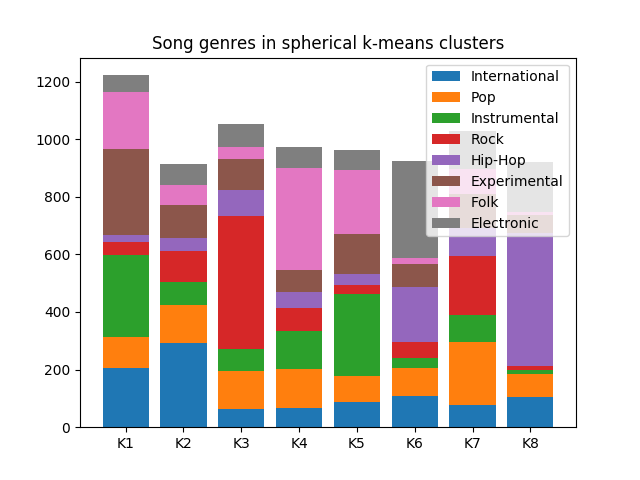 Song genres in spherical k-means clusters
1200
1000
800
600
400
200
0
International
Pop
Instrumental
Rock
Hip-Hop
Experimental
Folk
Electronic
K1 K2 K3 K4 K5 K6 K7 K8